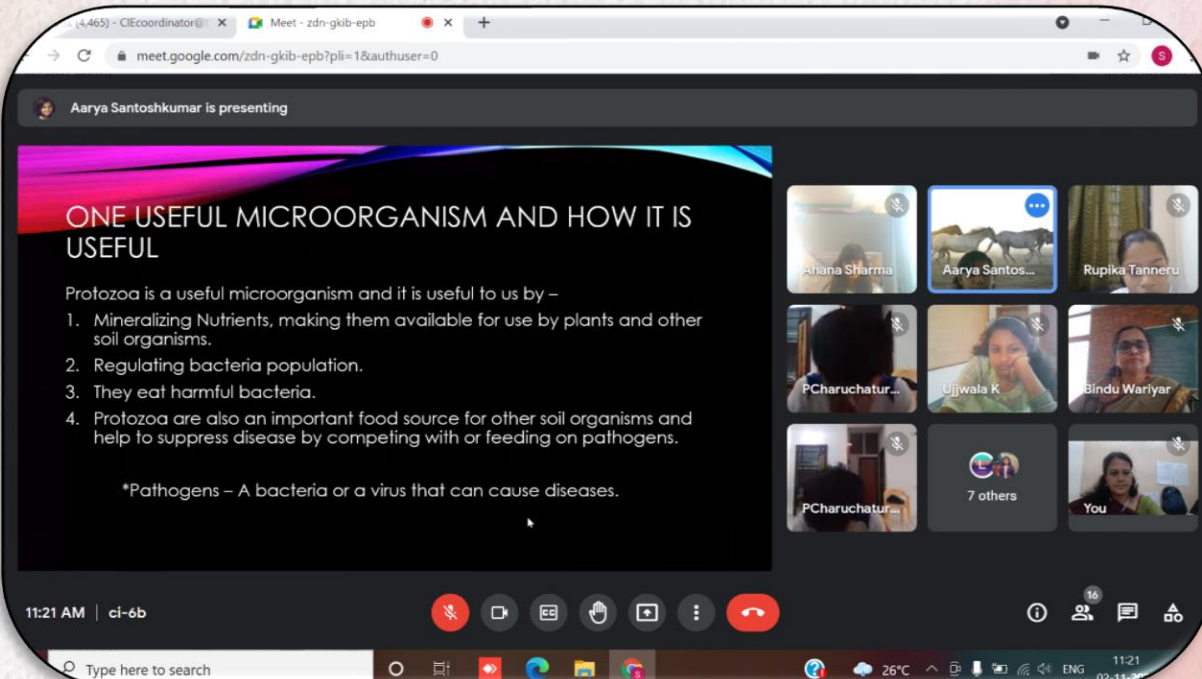 (4,465) - CIEcoordinator@
Meet - zdn-gkib-epb
meet.google.com/zdn-gkib-epb?pli=1&authuser=0
S
Aarya Santoshkumar is presenting
ONE USEFUL MICROORGANISM AND HOW IT IS
USEFUL
Protozoa is a useful microorganism and it is useful to us by –
1. Mineralizing Nutrients, making them available for use by plants and other
soil organisms.
2. Regulating bacteria population.
3. They eat harmful bacteria.
4. Protozoa are also an important food source for other soil organisms and
help to suppress disease by competing with or feeding on pathogens.
*Pathogens – A bacteria or a virus that can cause diseases.
Ahana Sharma
Aarya Santos...
Rupika Tanneru
PCharuchatur...
Ujjwala K
Bindu Wariyar
PCharuchatur...
7 others
You
11:21 AM | ci-6b
CC
16
Type here to search
26°C
ENG
11:21